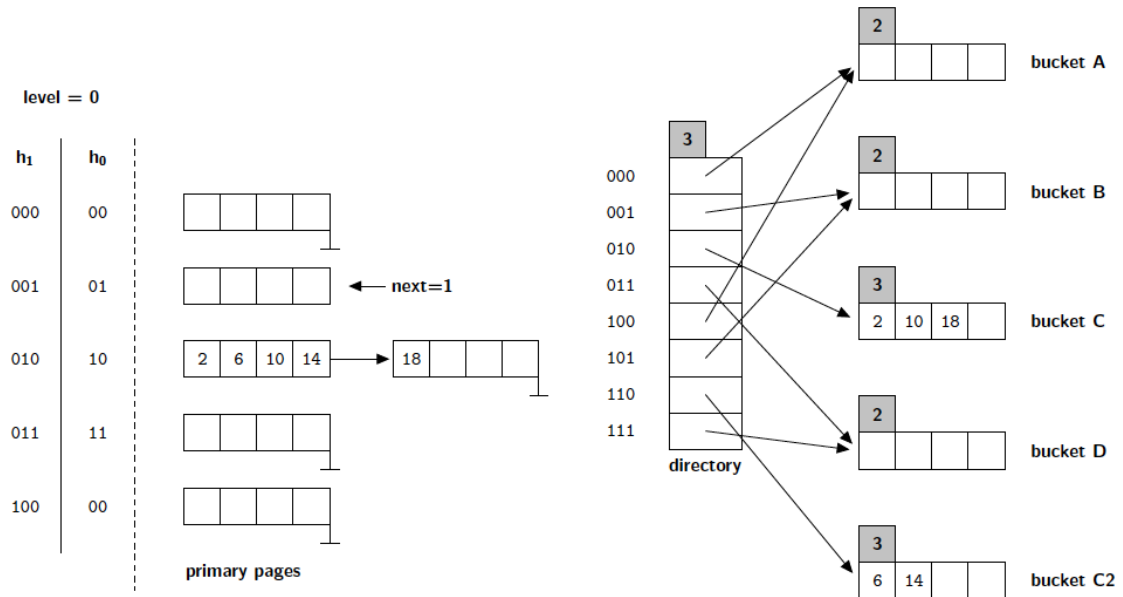 level = 0
h1 h0
000 00
001 01
next=1
010 10
2 6 10 14
18
011 11
100 00
primary pages
3
000
001
010
011
100
101
110
111
directory
2
bucket A
2
bucket B
3
2 10 18
bucket C
2
bucket D
3
6 14
bucket C2